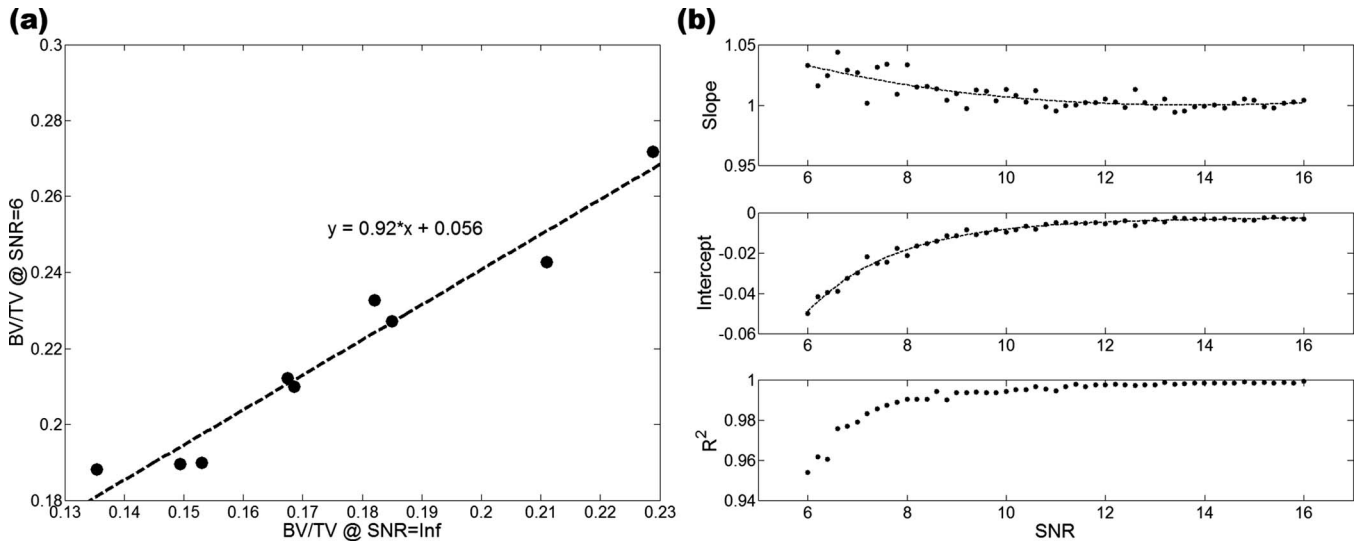 (a)
0.3
0.28
0.26
0.24
0.22
0.2
0.18
BV/TV @ SNR=6
y = 0.92*x + 0.056
0.13 0.14 0.15 0.16 0.17 0.18 0.19 0.2 0.21 0.22 0.23
BV/TV @ SNR=Inf
(b)
1.05
1
0.95
Slope
6 8 10 12 14 16
0
-0.02
-0.04
-0.06
Intercept
6 8 10 12 14 16
1
0.98
0.96
0.94
R²
6 8 10 12 14 16
SNR